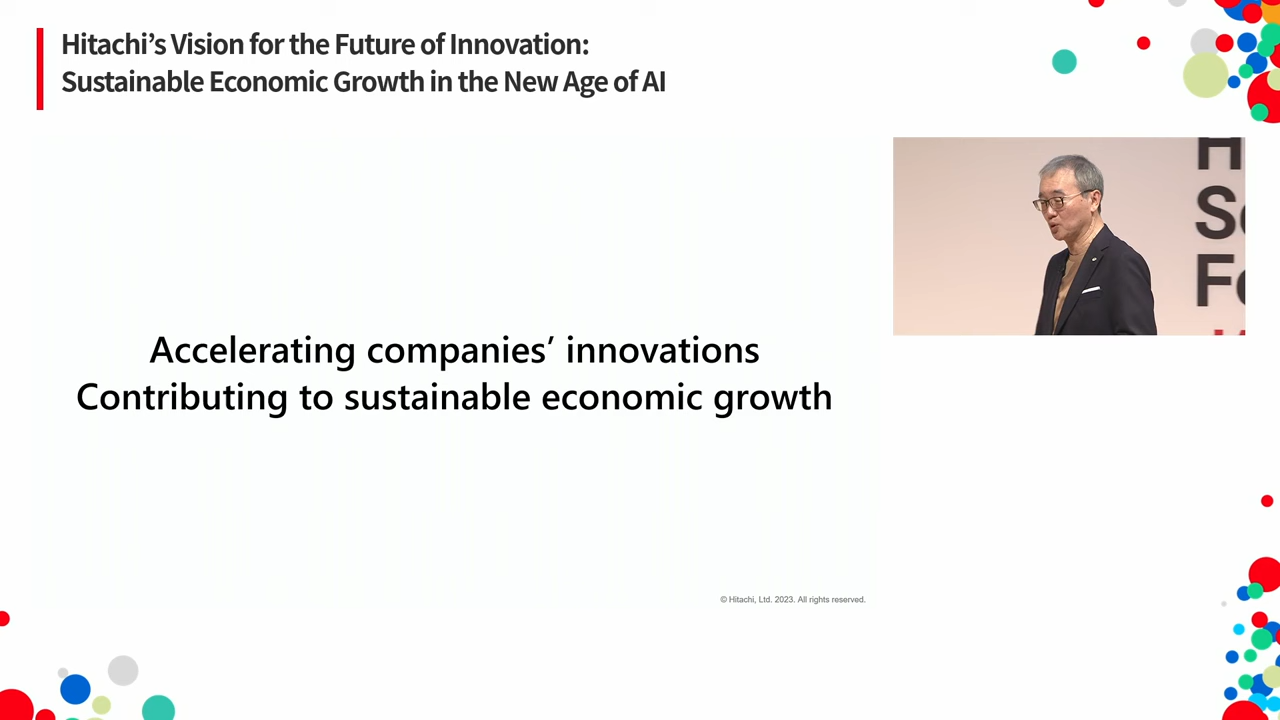 Hitachi’s Vision for the Future of Innovation:
Sustainable Economic Growth in the New Age of AI
Accelerating companies’ innovations
Contributing to sustainable economic growth
© Hitachi, Ltd. 2023. All rights reserved.